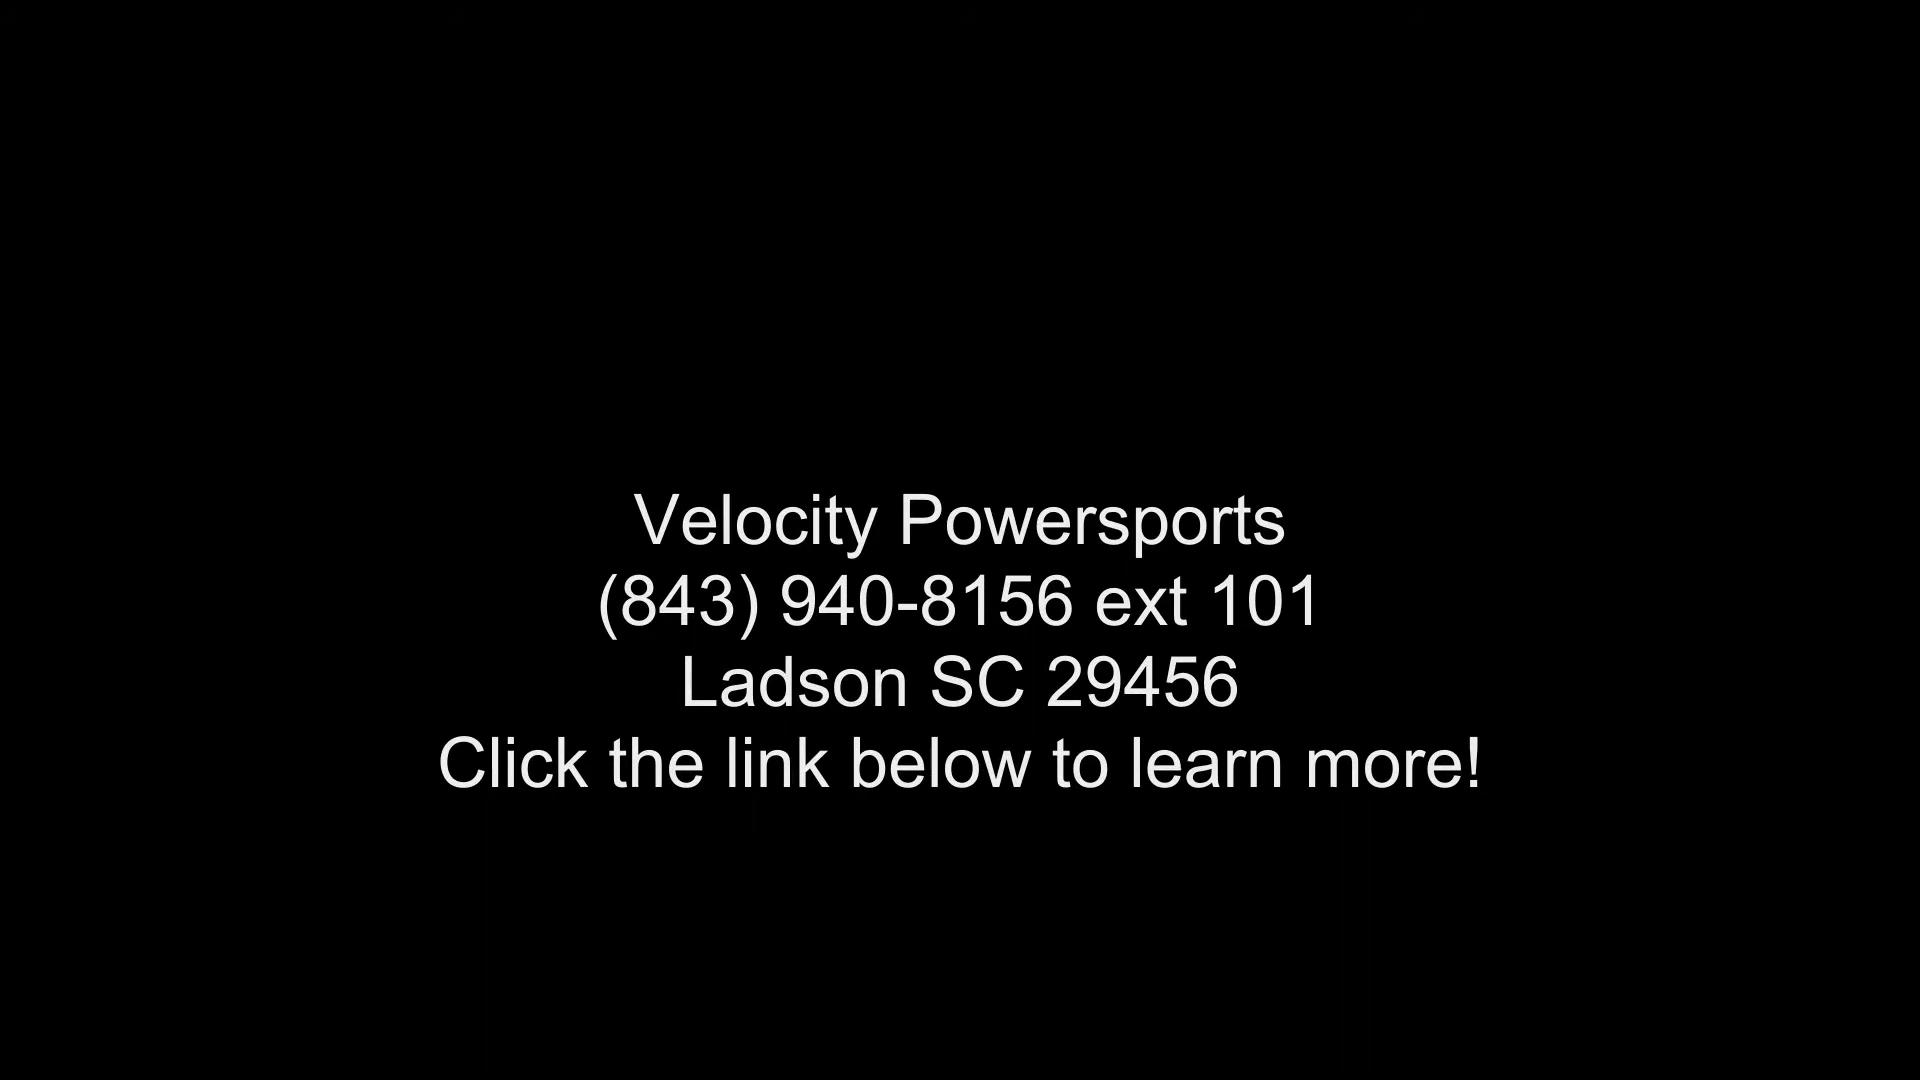 Velocity Powersports
(843) 940-8156 ext 101
Ladson SC 29456
Click the link below to learn more!